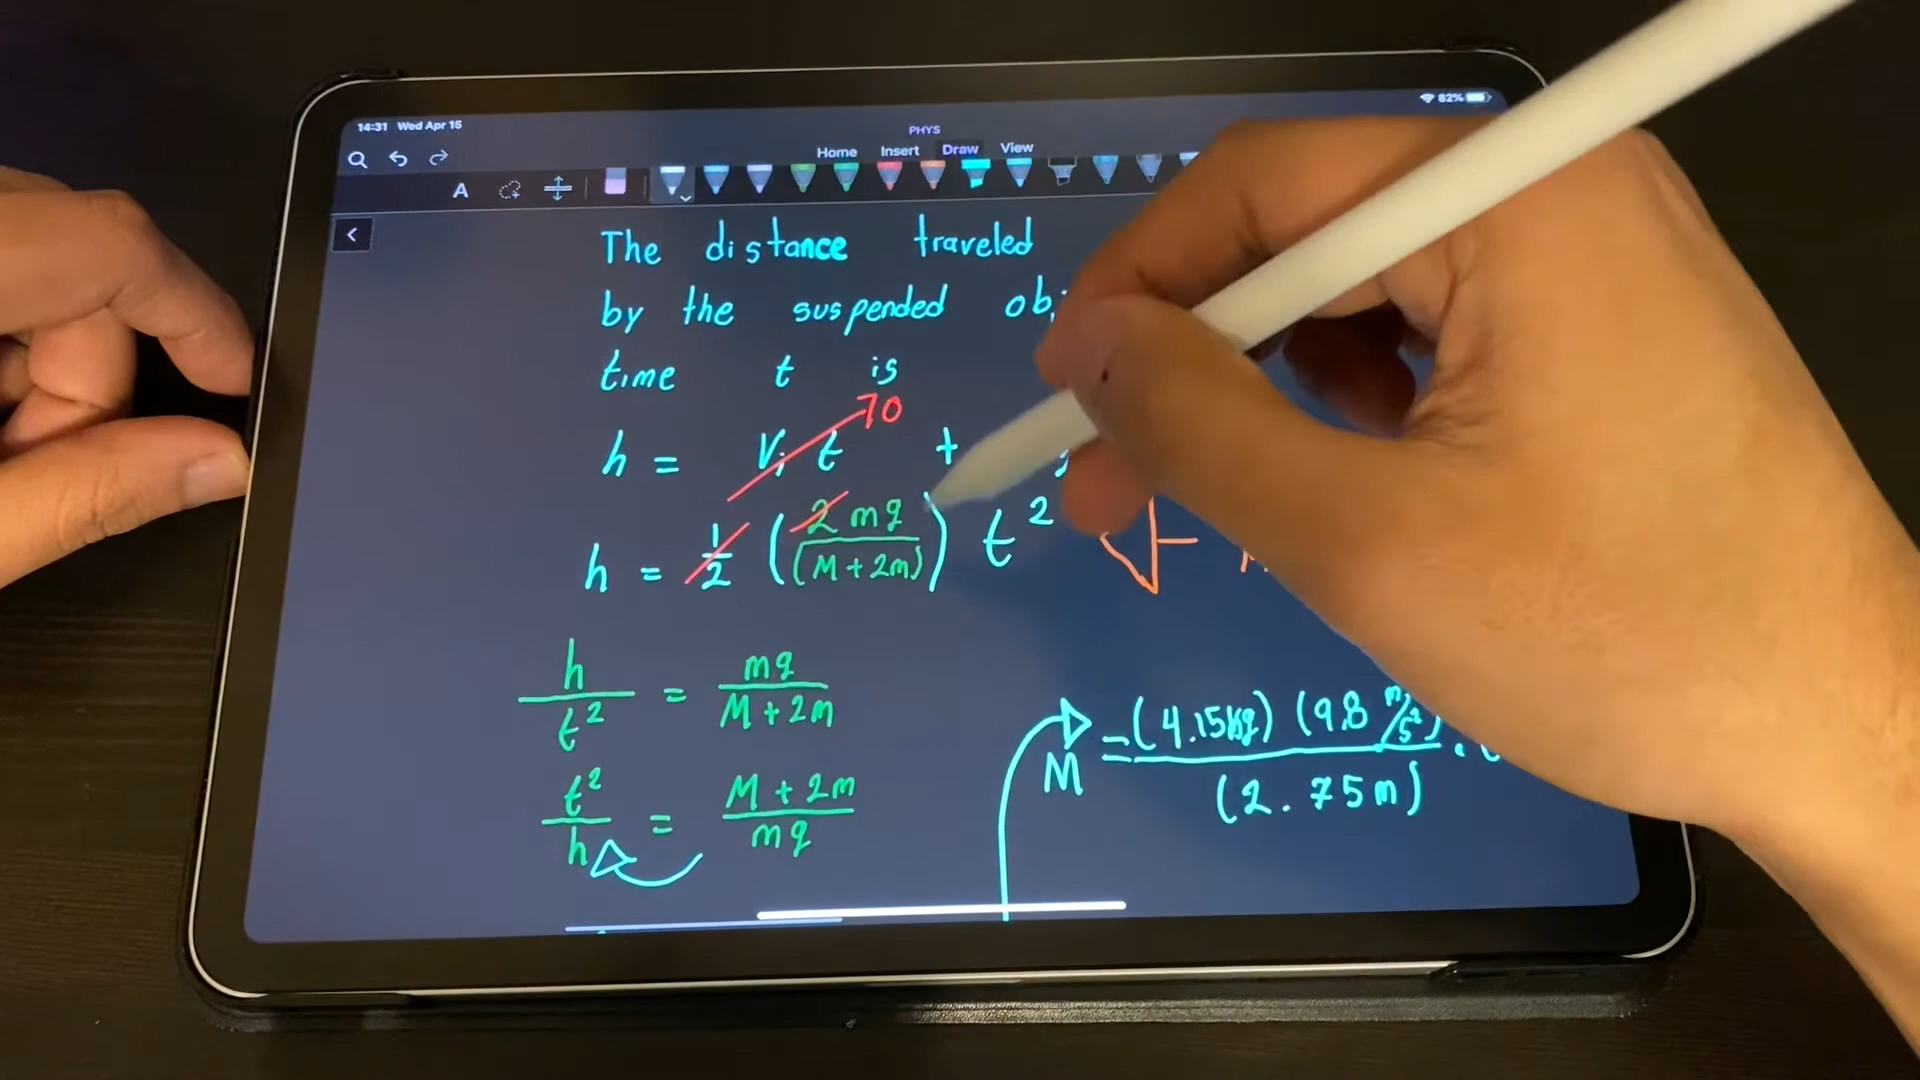 14:31 Wed Apr 15
82%
PHYS
Home Insert Draw View
A
The distance traveled
by the suspended
time t is
→0
h = Vᵢ t +
h = 1/2 (2mg/(M+2m)) t²
h/t² = mg/M+2m
t²/h = M+2m/mg
M = (4.15kg) (9.8 m/s²) / (2.75m)